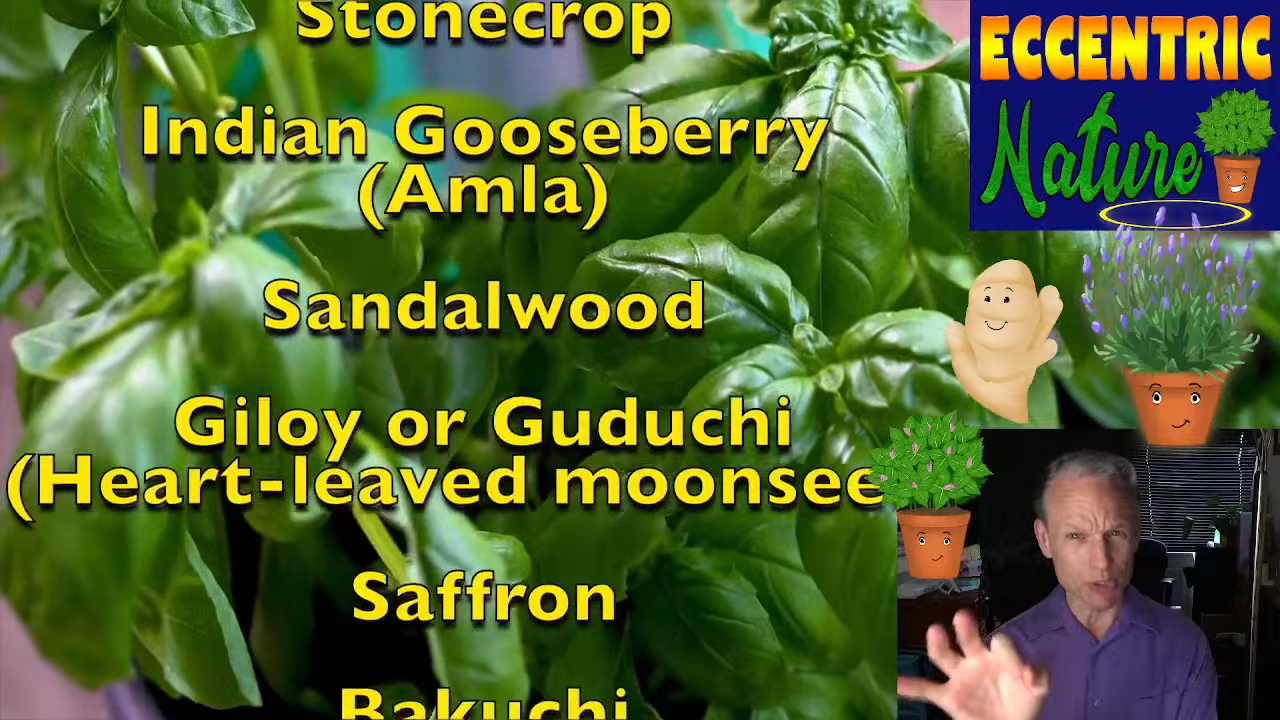 Stonecrop
ECCENTRIC
Nature
Indian Gooseberry
(Amla)
Sandalwood
Giloy or Guduchi
(Heart-leaved moonsee
Saffron
Bakuchi